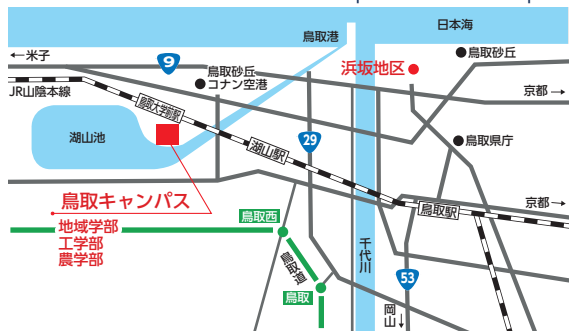 鳥取港
日本海
←米子
9
鳥取砂丘
鳥取砂丘
コナン空港
浜坂地区
京都→
JR山陰本線
鳥取大学前駅
湖山池
湖山駅
29
鳥取県庁
鳥取キャンパス
地域学部
工学部
農学部
鳥取西
鳥取道
鳥取
千代川
鳥取駅
京都→
53
岡山→